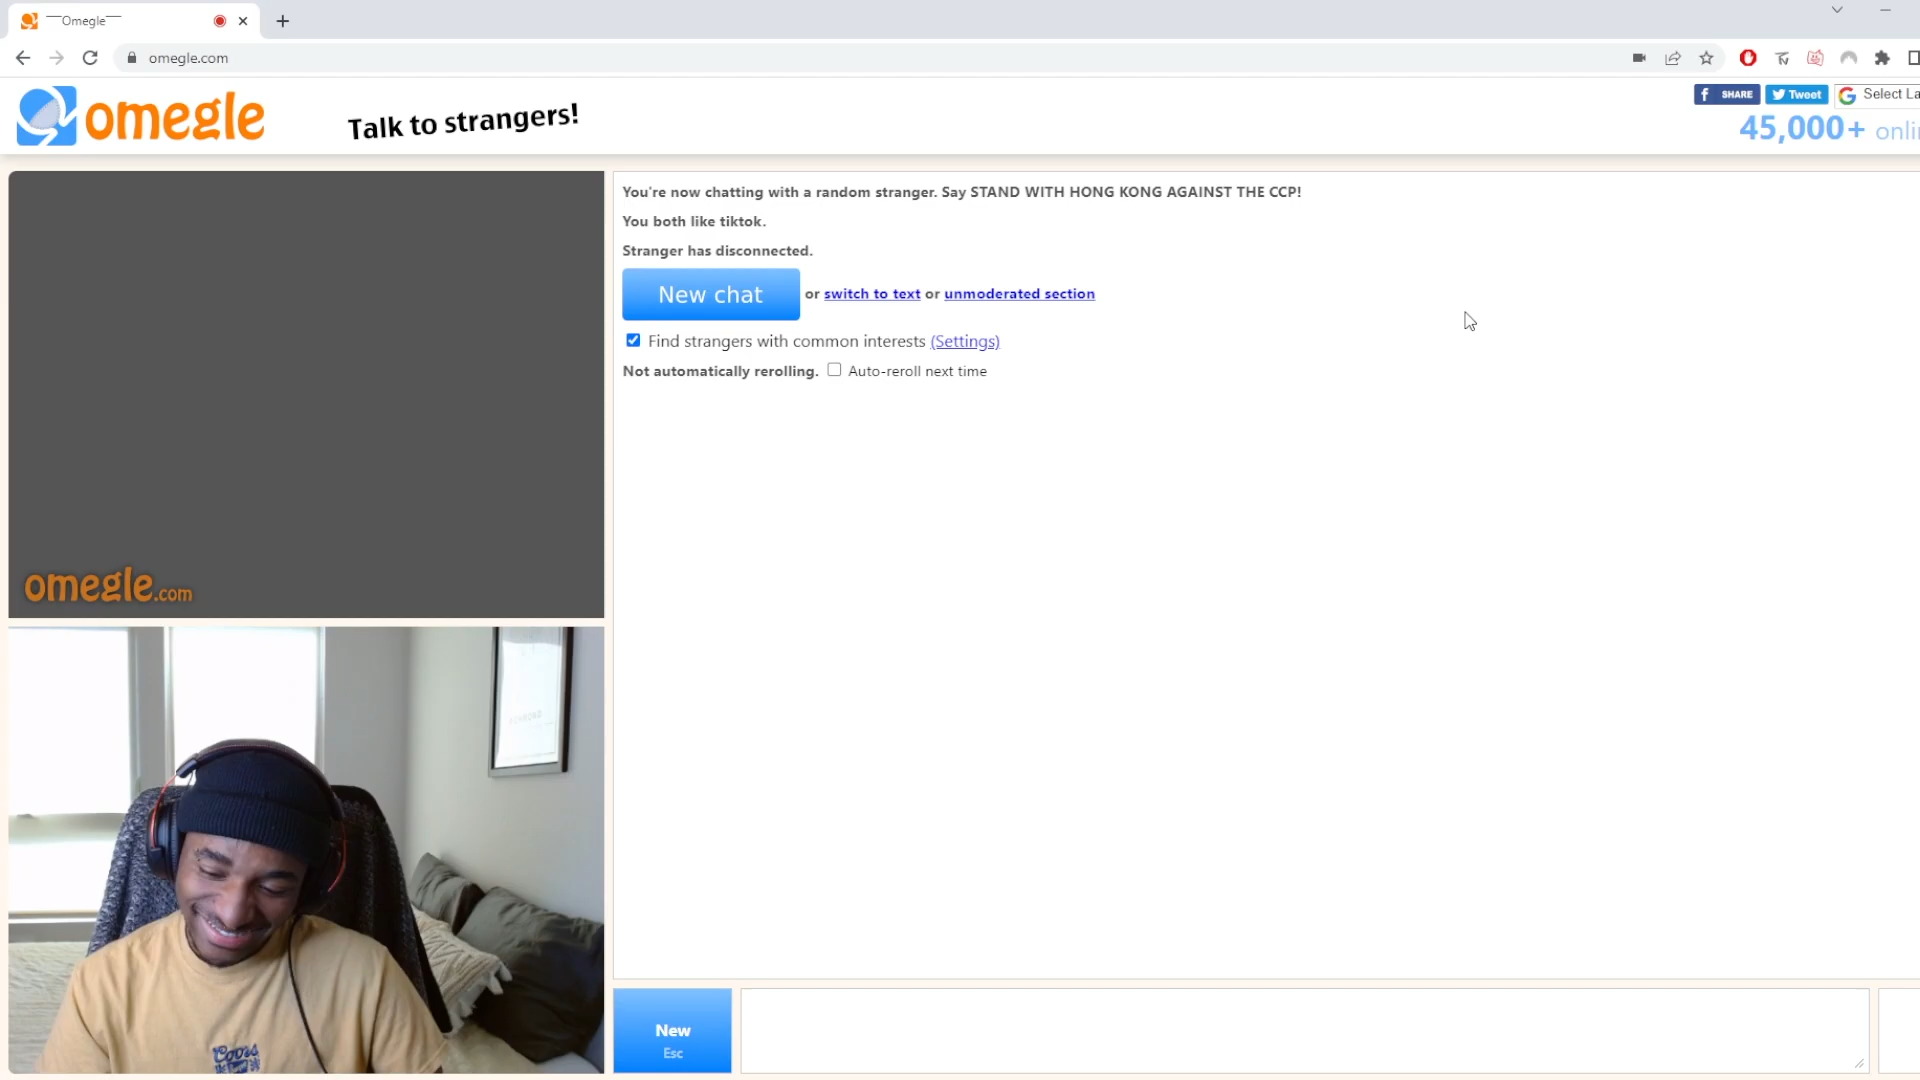 Omegle
omegle.com
omegle
Talk to strangers!
SHARE
Tweet
Select La
45,000+ onli
You're now chatting with a random stranger. Say STAND WITH HONG KONG AGAINST THE CCP!
You both like tiktok.
Stranger has disconnected.
New chat or switch to text or unmoderated section
Find strangers with common interests (Settings)
Not automatically rerolling. Auto-reroll next time
omegle.com
Coors
New
Esc